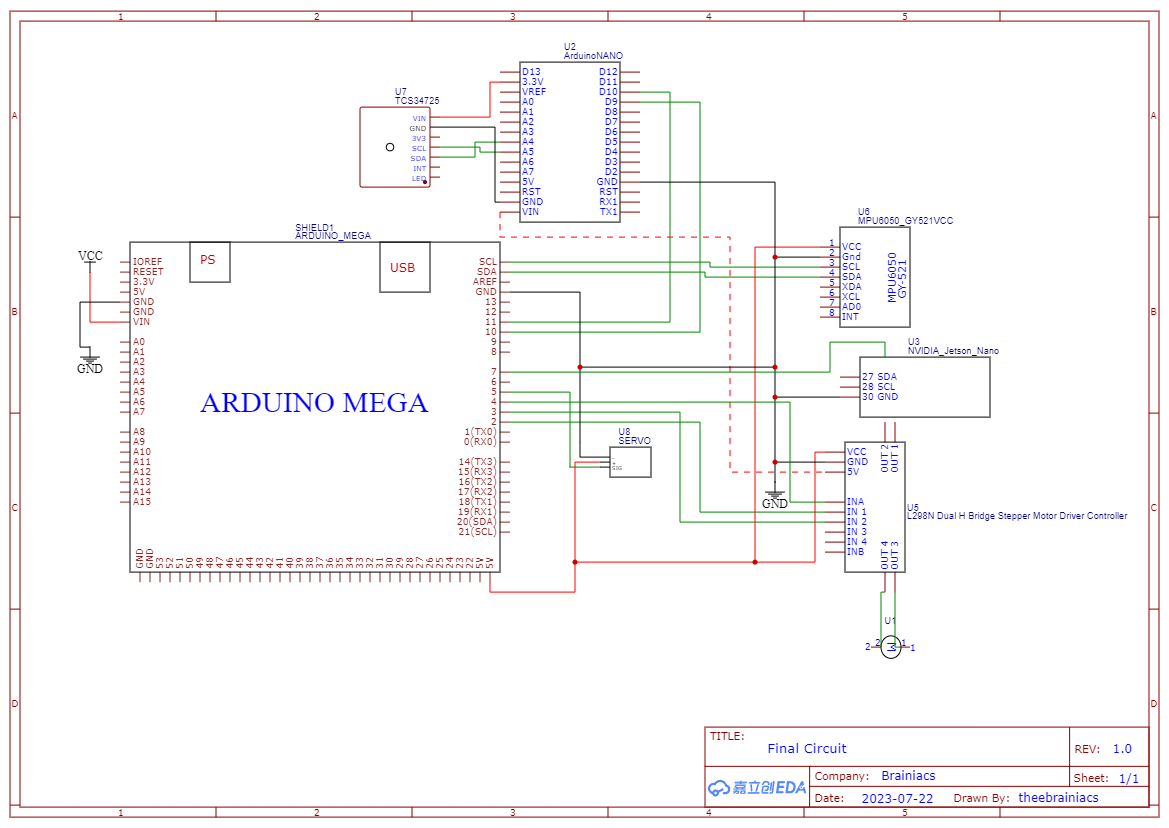 1 2 3 4 5
A
B
C
D
A
B
C
D
U2
ArduinoNANO
D13
3.3V
VREF
A0
A1
A2
A3
A4
A5
A6
A7
5V
RST
GND
VIN
D12
D11
D10
D9
D8
D7
D6
D5
D4
D3
D2
GND
RST
RX1
TX1
U7
TCS34725
VIN
GND
3V3
SCL
SDA
INT
LED
U6
MPU6050_GY521VCC
1 VCC
2 Gnd
3 SCL
4 SDA
5 XDA
6 XCL
7 AD0
8 INT
MPU6050
GY-521
SHIELD1
ARDUINO_MEGA
PS
USB
VCC
GND
IOREF
RESET
3.3V
5V
GND
GND
VIN
A0
A1
A2
A3
A4
A5
A6
A7
A8
A9
A10
A11
A12
A13
A14
A15
ARDUINO MEGA
SCL
SDA
AREF
GND
13
12
11
10
9
8
7
6
5
4
3
2
1(TX0)
0(RX0)
14(TX3)
15(RX3)
16(TX2)
17(RX2)
18(TX1)
19(RX1)
20(SDA)
21(SCL)
GND GND 53 52 51 50 49 48 47 46 45 44 43 42 41 40 39 38 37 36 35 34 33 32 31 30 29 28 27 26 25 24 23 22 5V 5V
U3
NVIDIA_Jetson_Nano
27 SDA
28 SCL
30 GND
U8
SERVO
-
+
SIG
GND
VCC
GND
5V
INA
IN 1
IN 2
IN 3
IN 4
INB
OUT 2
OUT 1
OUT 4
OUT 3
U5
L298N Dual H Bridge Stepper Motor Driver Controller
U1
2 2 1 1
TITLE:
Final Circuit
REV: 1.0
嘉立创EDA
Company: Brainiacs
Sheet: 1/1
Date: 2023-07-22 Drawn By: theebrainiacs
1 2 3 4 5